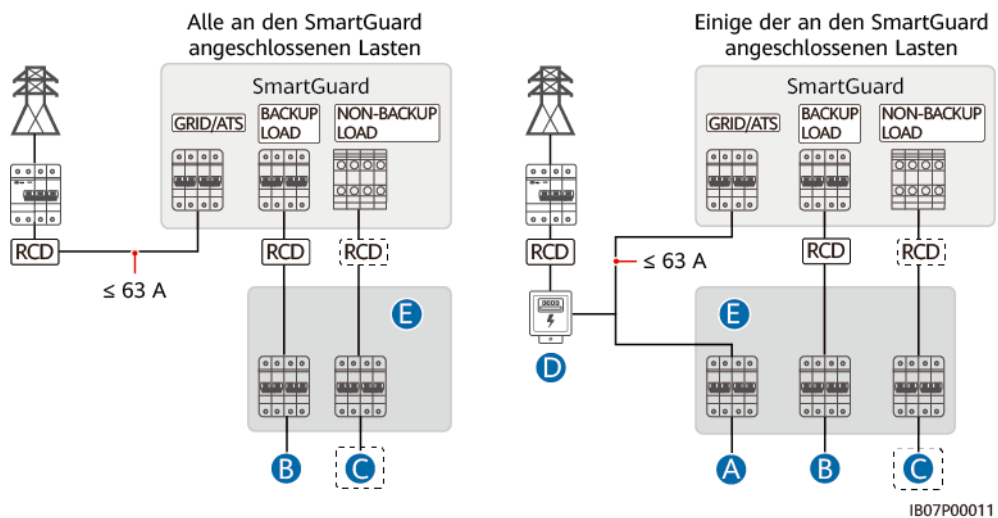 Alle an den SmartGuard
angeschlossenen Lasten
SmartGuard
GRID/ATS
BACKUP
LOAD
NON-BACKUP
LOAD
RCD
RCD
RCD
≤ 63 A
E
B
C
Einige der an den SmartGuard
angeschlossenen Lasten
SmartGuard
GRID/ATS
BACKUP
LOAD
NON-BACKUP
LOAD
RCD
RCD
RCD
≤ 63 A
E
D
A
B
C
IB07P00011